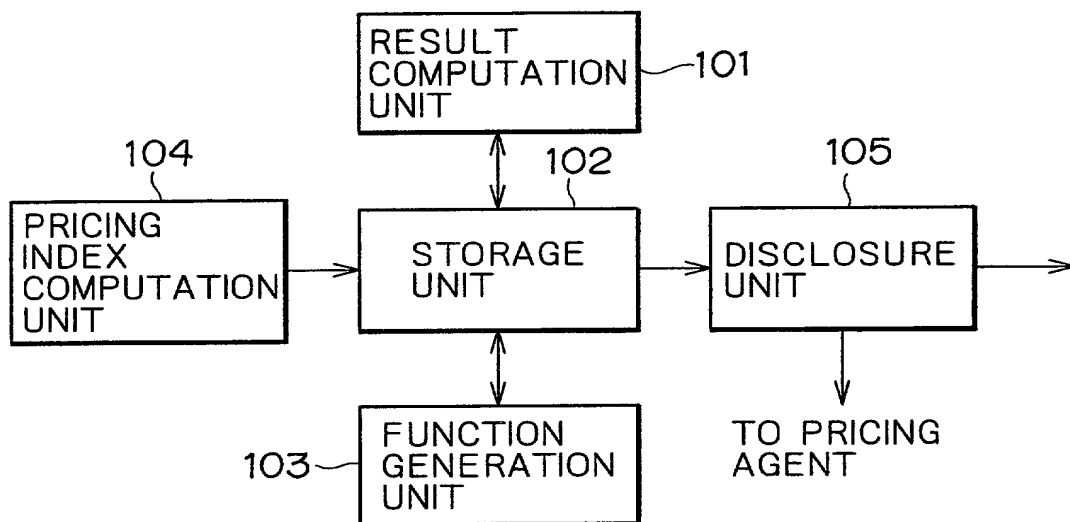 RESULT
COMPUTATION
UNIT
101
104
102
105
PRICING
INDEX
COMPUTATION
UNIT
STORAGE
UNIT
DISCLOSURE
UNIT
103
FUNCTION
GENERATION
UNIT
TO PRICING
AGENT